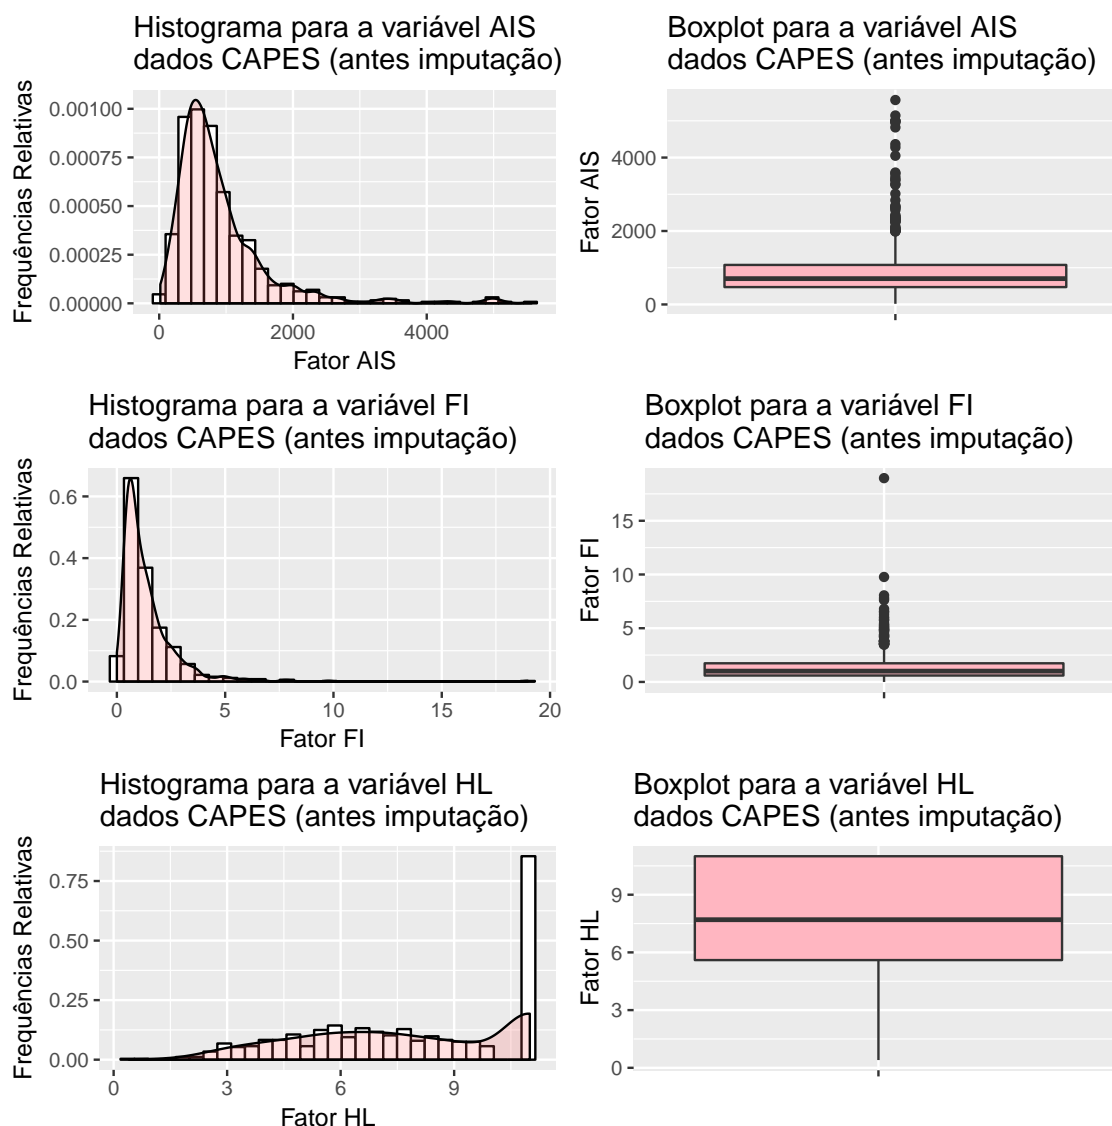 Histograma para a variável AIS
dados CAPES (antes imputação)
Frequências Relativas
0.00100
0.00075
0.00050
0.00025
0.00000
0 2000 4000
Fator AIS
Boxplot para a variável AIS
dados CAPES (antes imputação)
Fator AIS
4000
2000
0
Histograma para a variável FI
dados CAPES (antes imputação)
Frequências Relativas
0.6
0.4
0.2
0.0
0 5 10 15 20
Fator FI
Boxplot para a variável FI
dados CAPES (antes imputação)
Fator FI
15
10
5
0
Histograma para a variável HL
dados CAPES (antes imputação)
Frequências Relativas
0.75
0.50
0.25
0.00
0 3 6 9
Fator HL
Boxplot para a variável HL
dados CAPES (antes imputação)
Fator HL
9
6
3
0